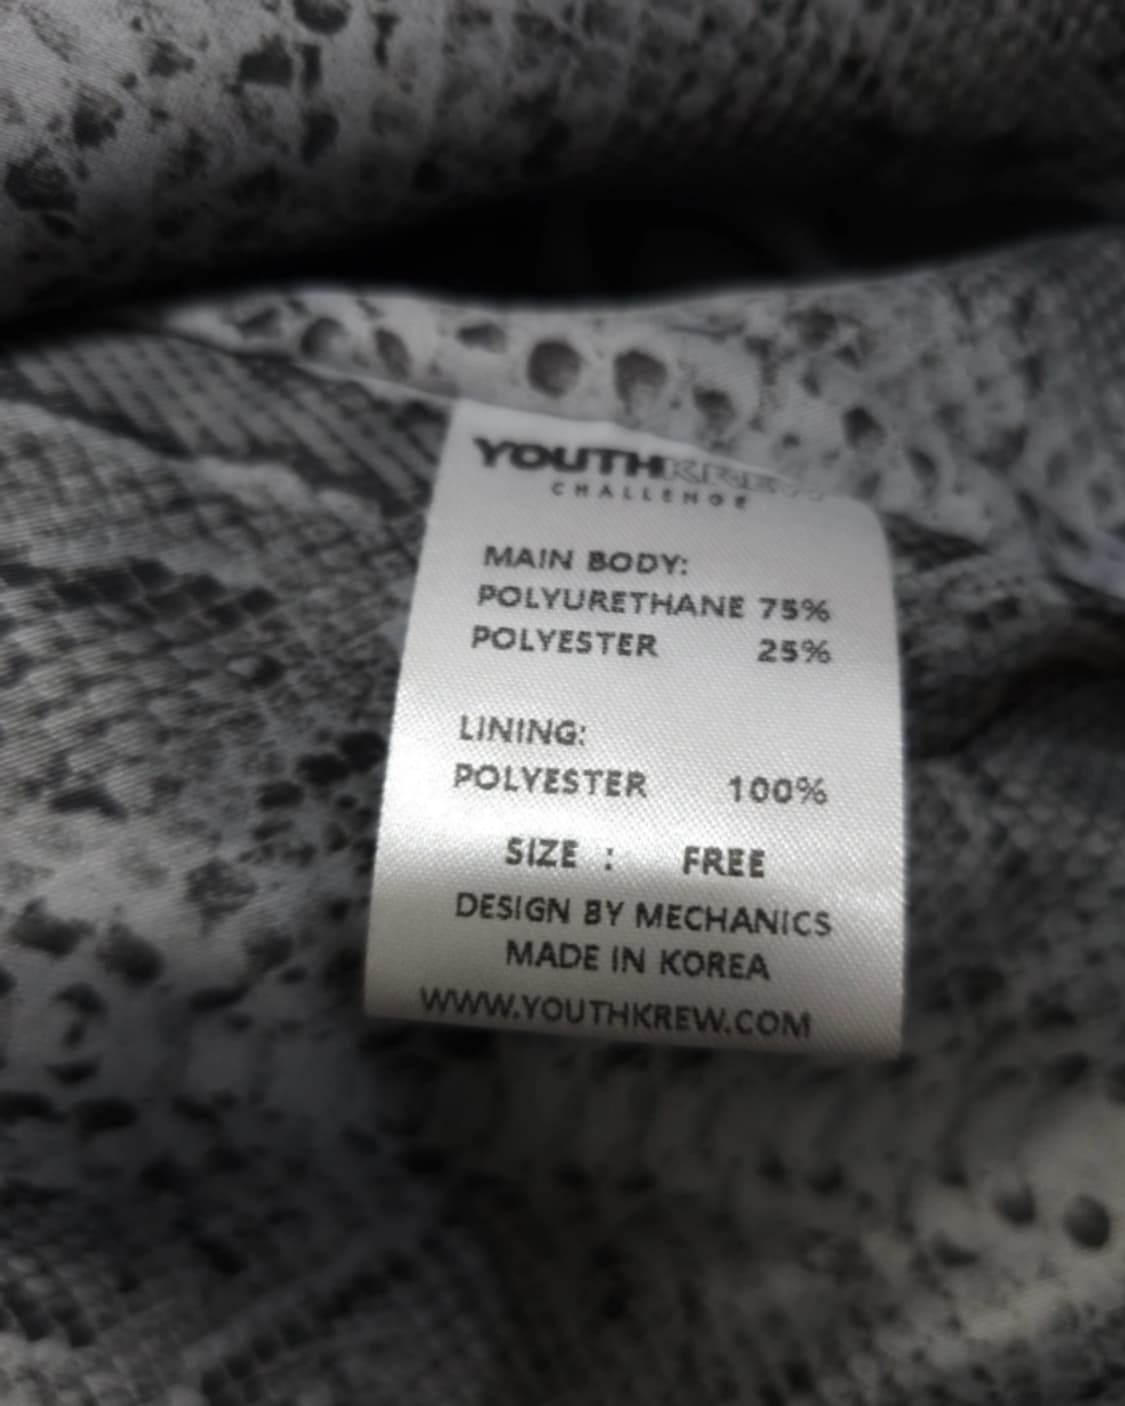 YOUTHKREW
CHALLENGE
MAIN BODY:
POLYURETHANE 75%
POLYESTER 25%
LINING:
POLYESTER 100%
SIZE : FREE
DESIGN BY MECHANICS
MADE IN KOREA
WWW.YOUTHKREW.COM